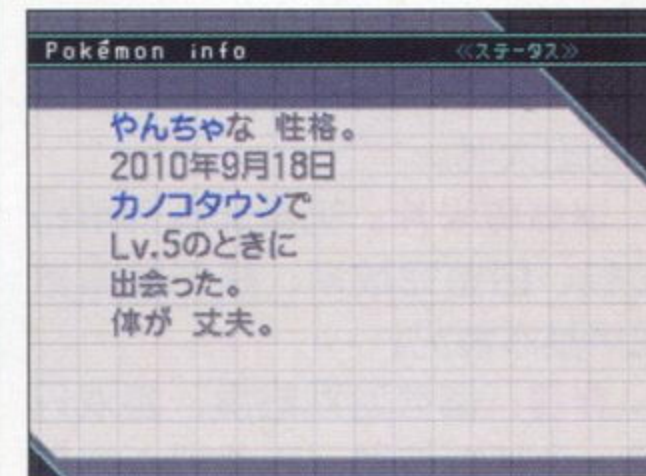 Pokémon info 《ステータス》
やんちゃな 性格。
2010年9月18日
カノコタウンで
Lv.5のときに
出会った。
体が 丈夫。